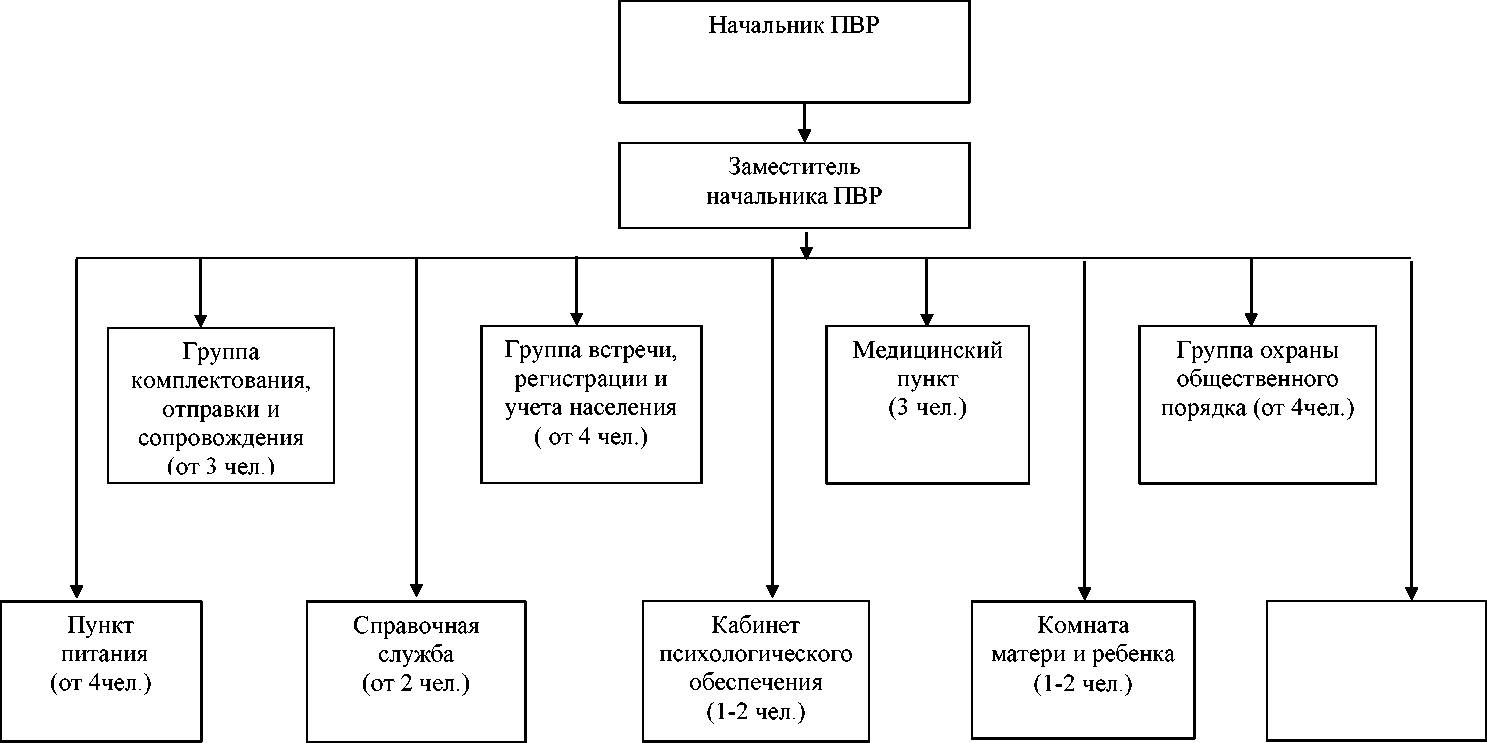 Начальник ПВР
Заместитель
начальника ПВР
Группа
комплектования,
отправки и
сопровождения
(от 3 чел.)
Группа встречи,
регистрации и
учета населения
( от 4 чел.)
Медицинский
пункт
(3 чел.)
Группа охраны
общественного
порядка (от 4чел.)
Пункт
питания
(от 4чел.)
Справочная
служба
(от 2 чел.)
Кабинет
психологического
обеспечения
(1-2 чел.)
Комната
матери и ребенка
(1-2 чел.)